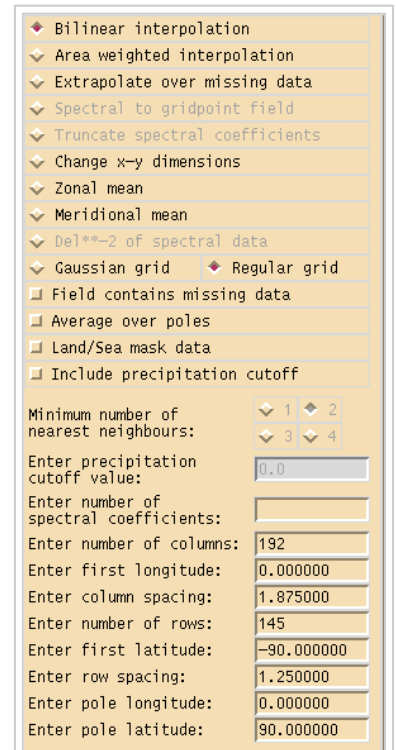 Bilinear interpolation
Area weighted interpolation
Extrapolate over missing data
Spectral to gridpoint field
Truncate spectral coefficients
Change x-y dimensions
Zonal mean
Meridional mean
Del**-2 of spectral data
Gaussian grid Regular grid
Field contains missing data
Average over poles
Land/Sea mask data
Include precipitation cutoff
Minimum number of
nearest neighbours:
1 2
3 4
Enter precipitation
cutoff value: 0.0
Enter number of
spectral coefficients:
Enter number of columns: 192
Enter first longitude: 0.000000
Enter column spacing: 1.875000
Enter number of rows: 145
Enter first latitude: -90.000000
Enter row spacing: 1.250000
Enter pole longitude: 0.000000
Enter pole latitude: 90.000000